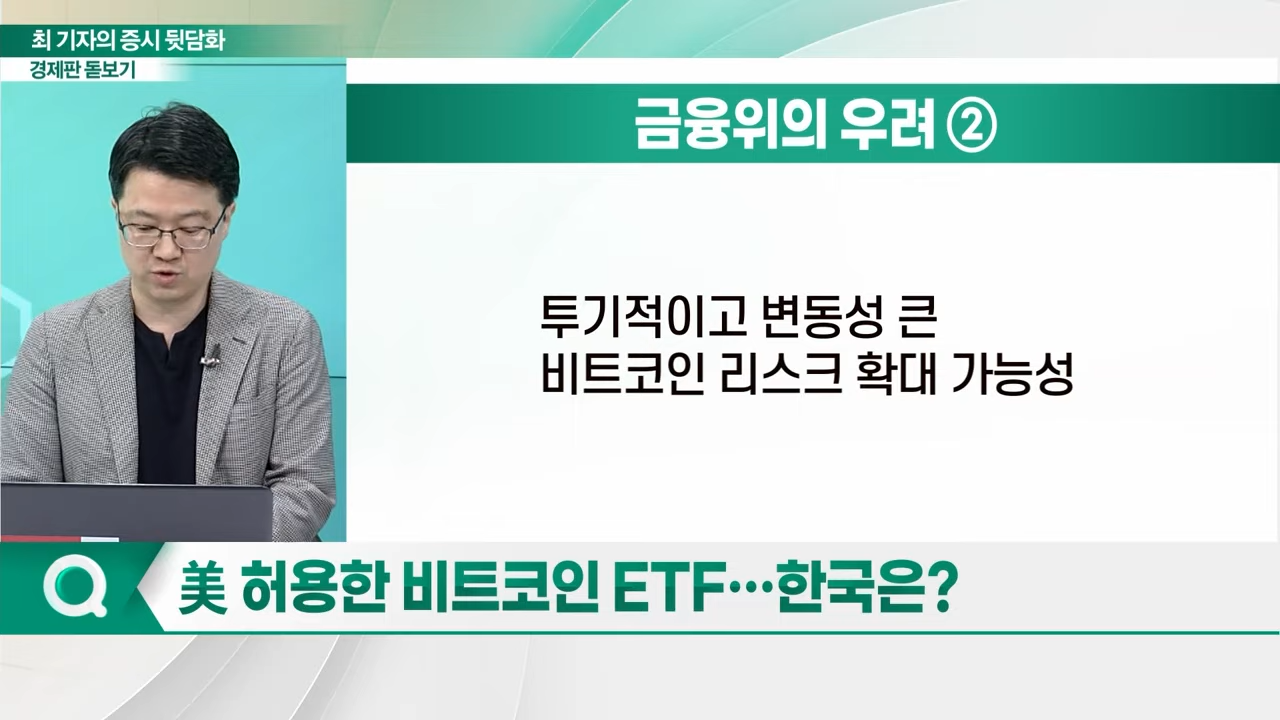 최 기자의 증시 뒷담화
경제판 돋보기
금융위의 우려 ②
투기적이고 변동성 큰
비트코인 리스크 확대 가능성
美 허용한 비트코인 ETF…한국은?